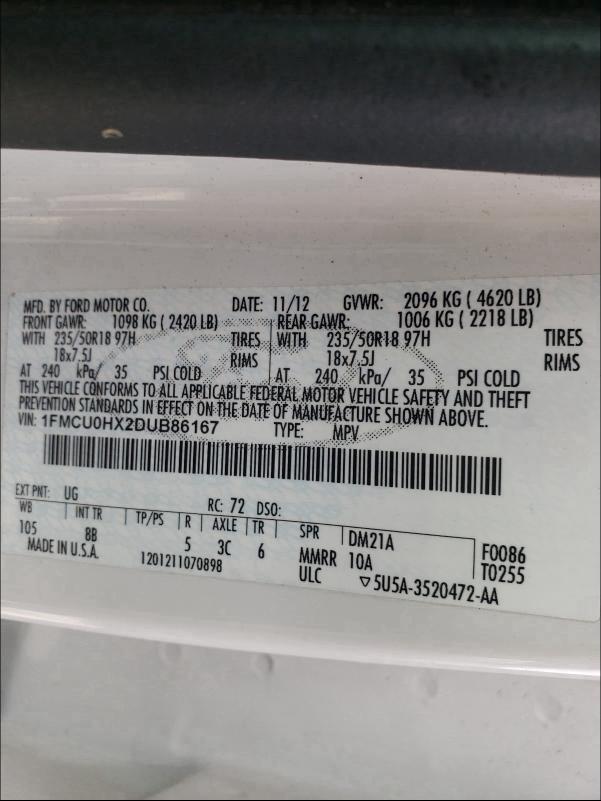 MFD. BY FORD MOTOR CO. DATE: 11/12 GVWR: 2096 KG ( 4620 LB)
FRONT GAWR: 1098 KG ( 2420 LB) REAR GAWR: 1006 KG ( 2218 LB)
WITH 235/50R18 97H TIRES WITH 235/50R18 97H TIRES
18x7.5J RIMS 18x7.5J RIMS
AT 240 kPa/ 35 PSI COLD AT 240 kPa/ 35 PSI COLD
THIS VEHICLE CONFORMS TO ALL APPLICABLE FEDERAL MOTOR VEHICLE SAFETY AND THEFT
PREVENTION STANDARDS IN EFFECT ON THE DATE OF MANUFACTURE SHOWN ABOVE.
VIN: 1FMCU0HX2DUB86167 TYPE: MPV
EXT PNT: UG RC: 72 DSO:
WB INT TR TP/PS R AXLE TR SPR DM21A F0086
105 8B 5 3C 6 MMRR 10A T0255
MADE IN U.S.A. 1201211070898 ULC ▽5U5A-3520472-AA